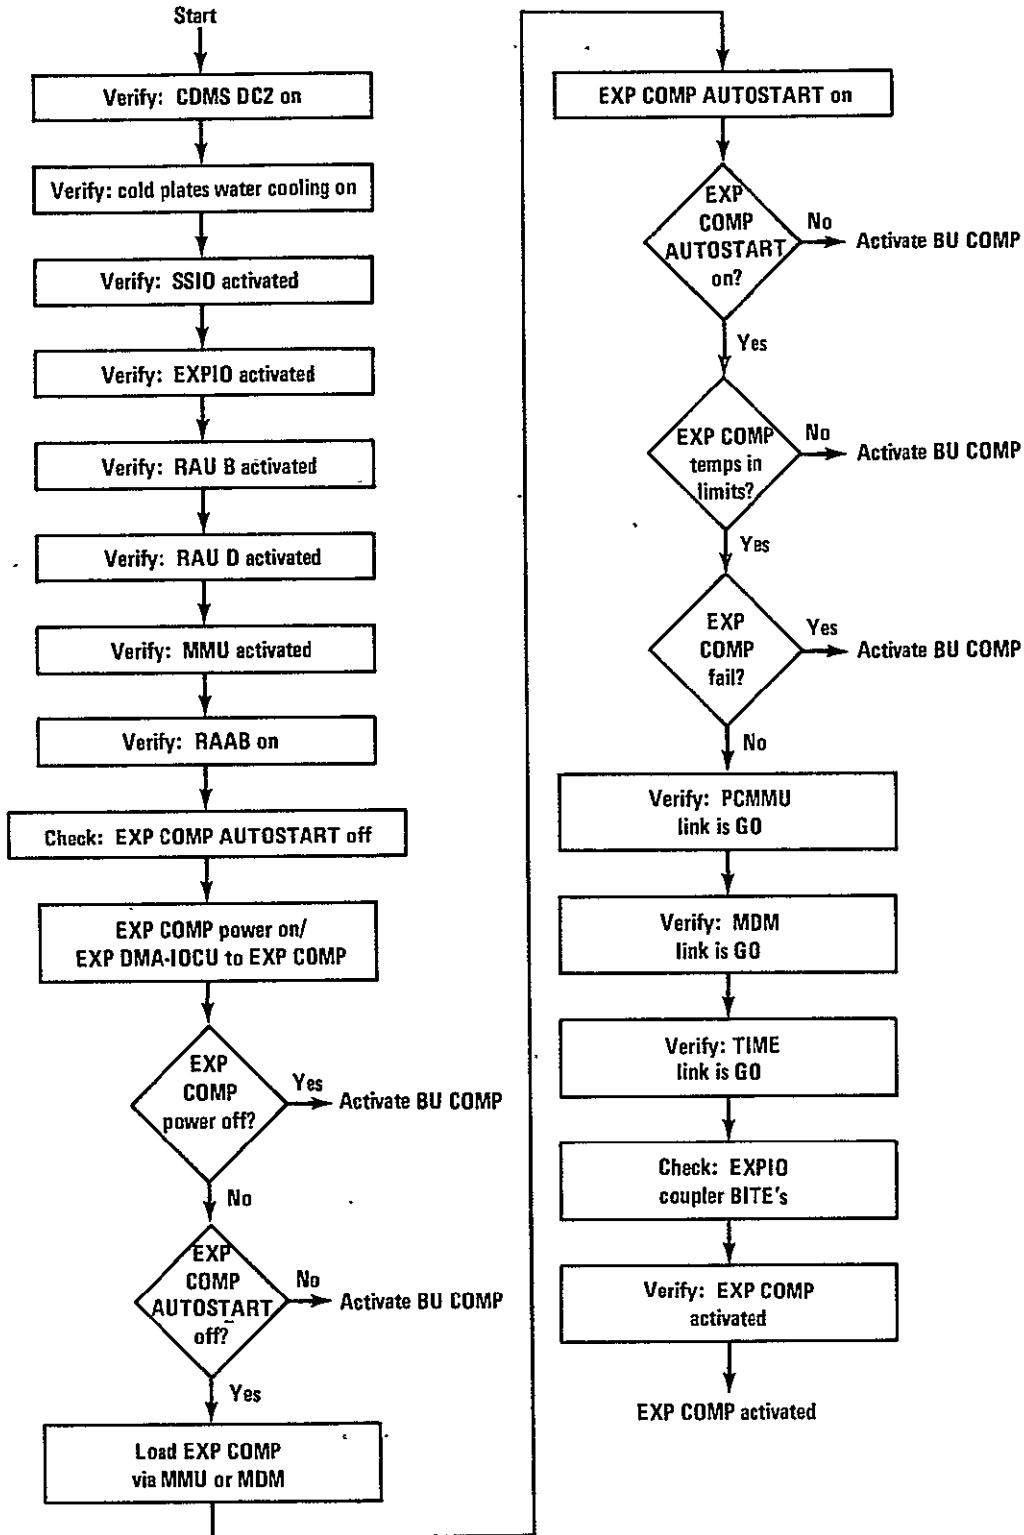 Start
Verify: CDMS DC2 on
Verify: cold plates water cooling on
Verify: SSIO activated
Verify: EXPIO activated
Verify: RAU B activated
Verify: RAU D activated
Verify: MMU activated
Verify: RAAB on
Check: EXP COMP AUTOSTART off
EXP COMP power on/
EXP DMA-IOCU to EXP COMP
EXP
COMP
power off?
Yes
Activate BU COMP
No
EXP
COMP
AUTOSTART
off?
No
Activate BU COMP
Yes
Load EXP COMP
via MMU or MDM
EXP COMP AUTOSTART on
EXP
COMP
AUTOSTART
on?
No
Activate BU COMP
Yes
EXP COMP
temps in
limits?
No
Activate BU COMP
Yes
EXP
COMP
fail?
Yes
Activate BU COMP
No
Verify: PCMMU
link is GO
Verify: MDM
link is GO
Verify: TIME
link is GO
Check: EXPIO
coupler BITE's
Verify: EXP COMP
activated
EXP COMP activated